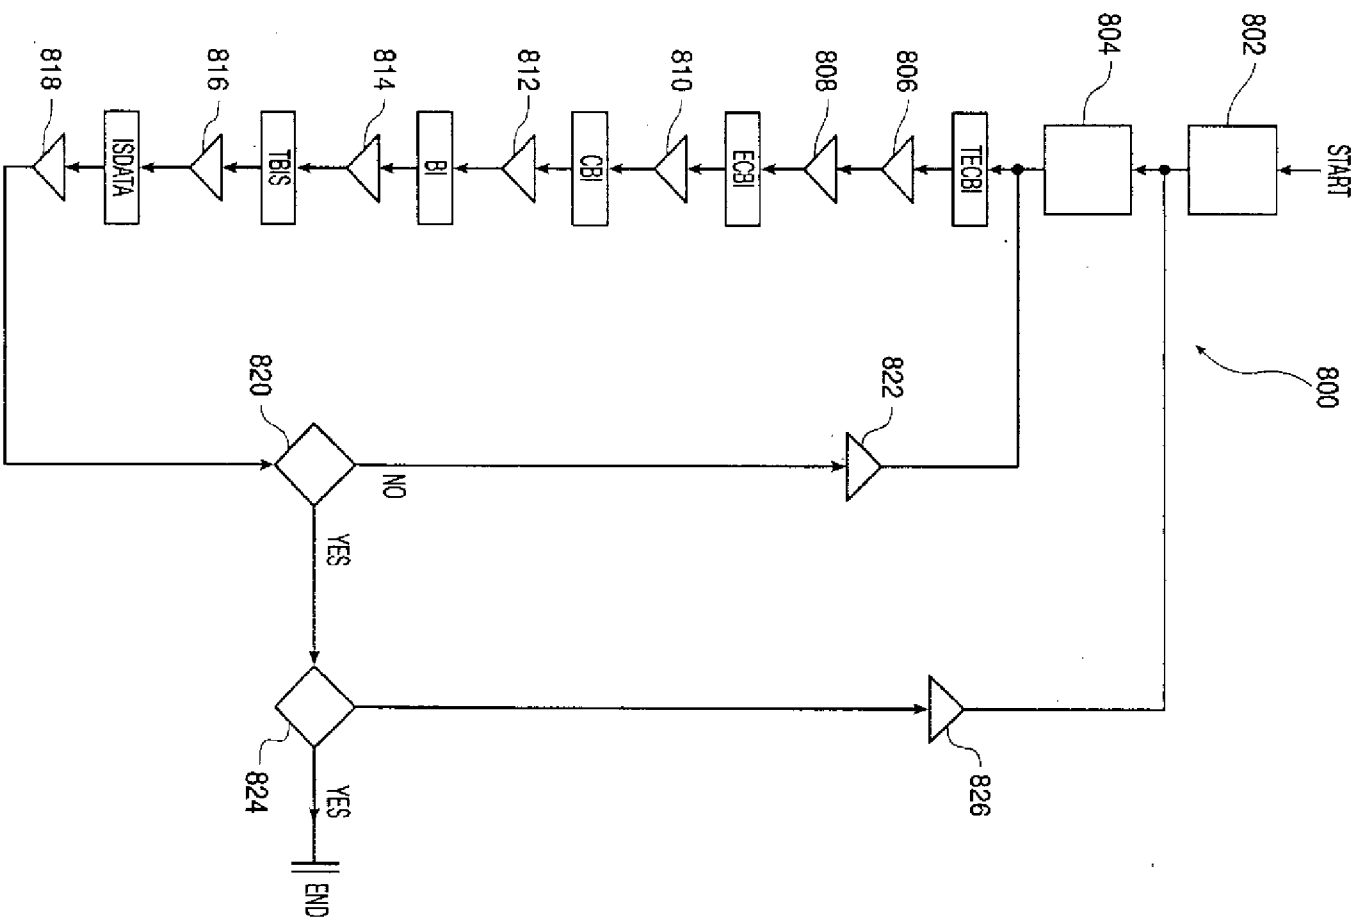 START
802
804
TECBI
806
808
ECBI
810
CBI
812
BI
814
TBIS
816
ISDATA
818
800
820
NO
822
YES
824
826
YES
END